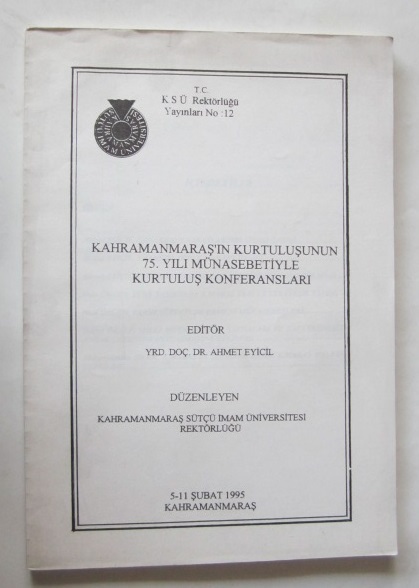 T.C.
K S Ü Rektörlüğü
Yayınları No :12
KAHRAMANMARAŞ'IN KURTULUŞUNUN
75. YILI MÜNASEBETİYLE
KURTULUŞ KONFERANSLARI
EDİTÖR
YRD. DOÇ. DR. AHMET EYİCİL
DÜZENLEYEN
KAHRAMANMARAŞ SÜTÇÜ İMAM ÜNİVERSİTESİ
REKTÖRLÜĞÜ
5-11 ŞUBAT 1995
KAHRAMANMARAŞ